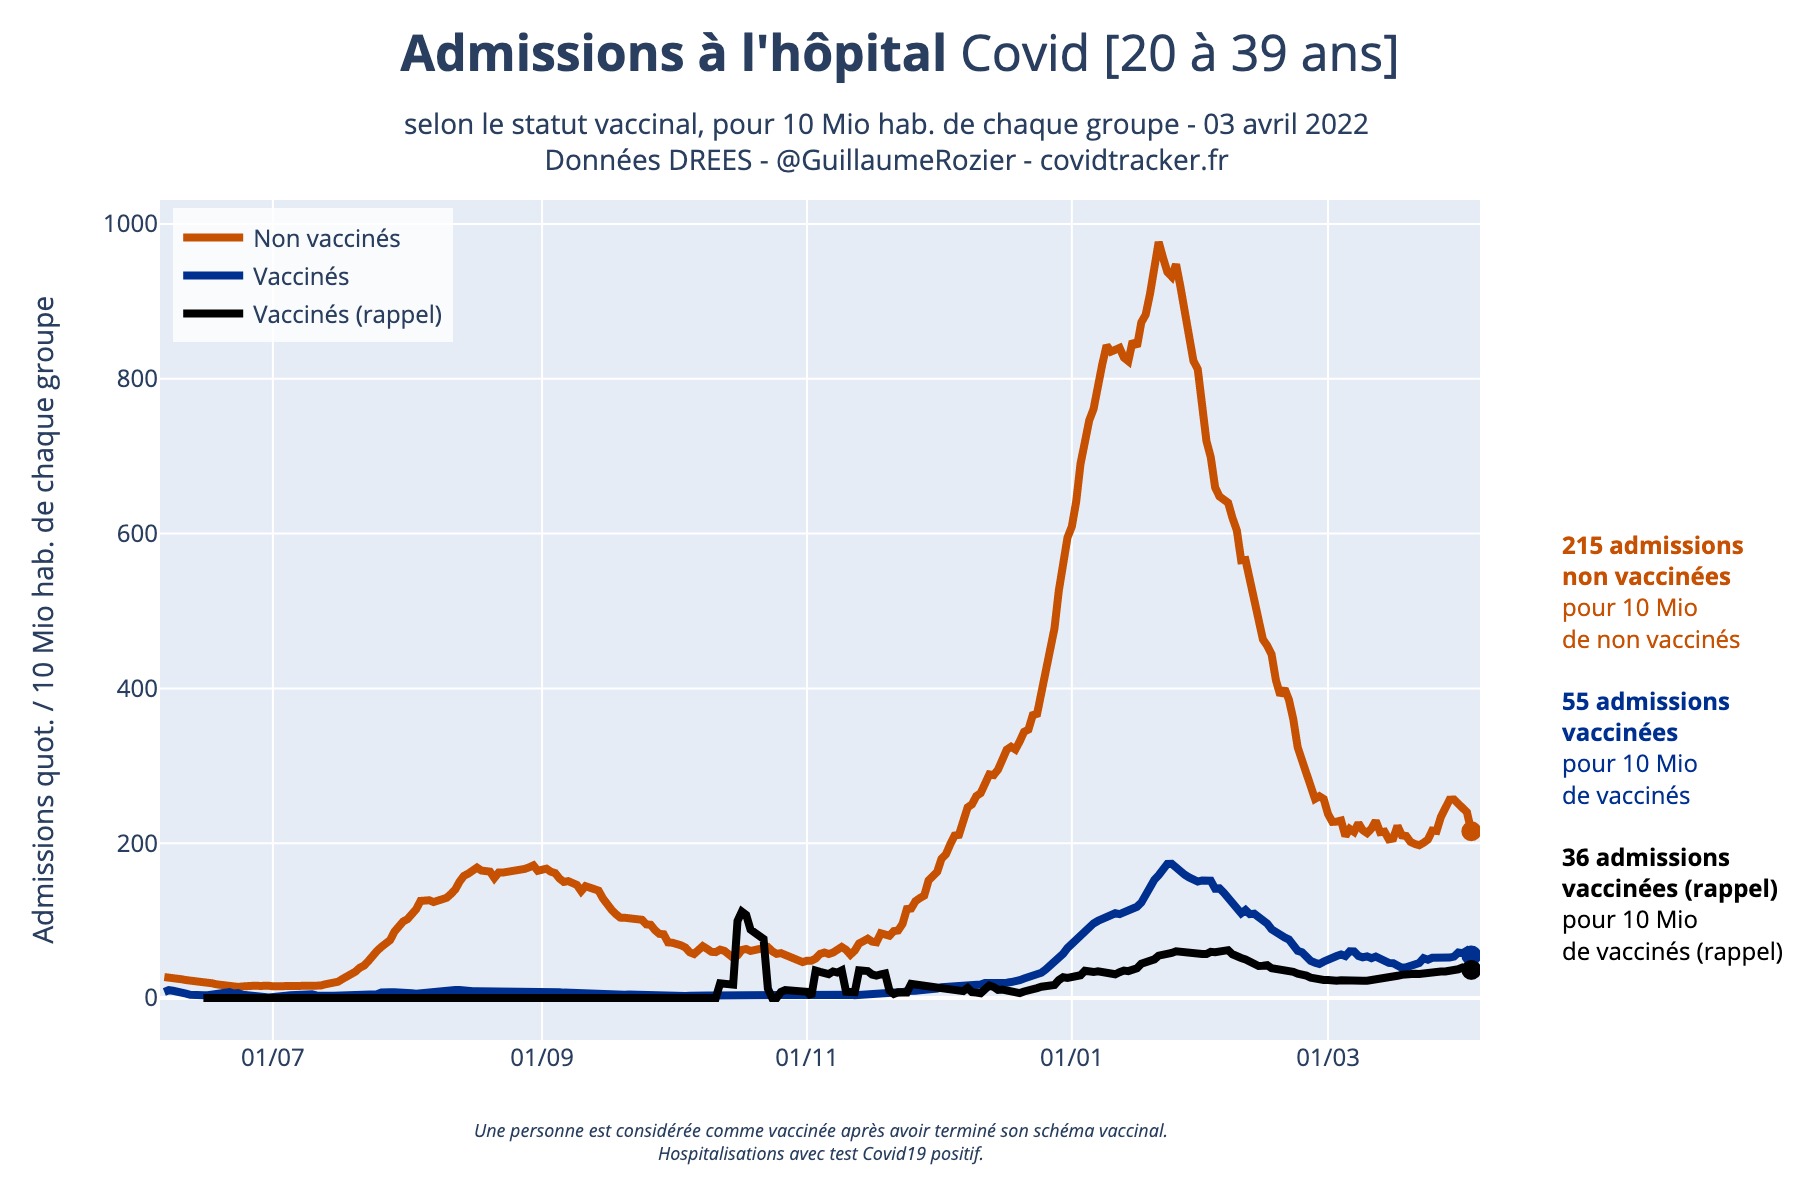 Admissions à l'hôpital Covid [20 à 39 ans]
selon le statut vaccinal, pour 10 Mio hab. de chaque groupe - 03 avril 2022
Données DREES - @GuillaumeRozier - covidtracker.fr
Admissions quot. / 10 Mio hab. de chaque groupe
1000
800
600
400
200
0
Non vaccinés
Vaccinés
Vaccinés (rappel)
01/07
01/09
01/11
01/01
01/03
215 admissions
non vaccinées
pour 10 Mio
de non vaccinés
55 admissions
vaccinées
pour 10 Mio
de vaccinés
36 admissions
vaccinées (rappel)
pour 10 Mio
de vaccinés (rappel)
Une personne est considérée comme vaccinée après avoir terminé son schéma vaccinal.
Hospitalisations avec test Covid19 positif.